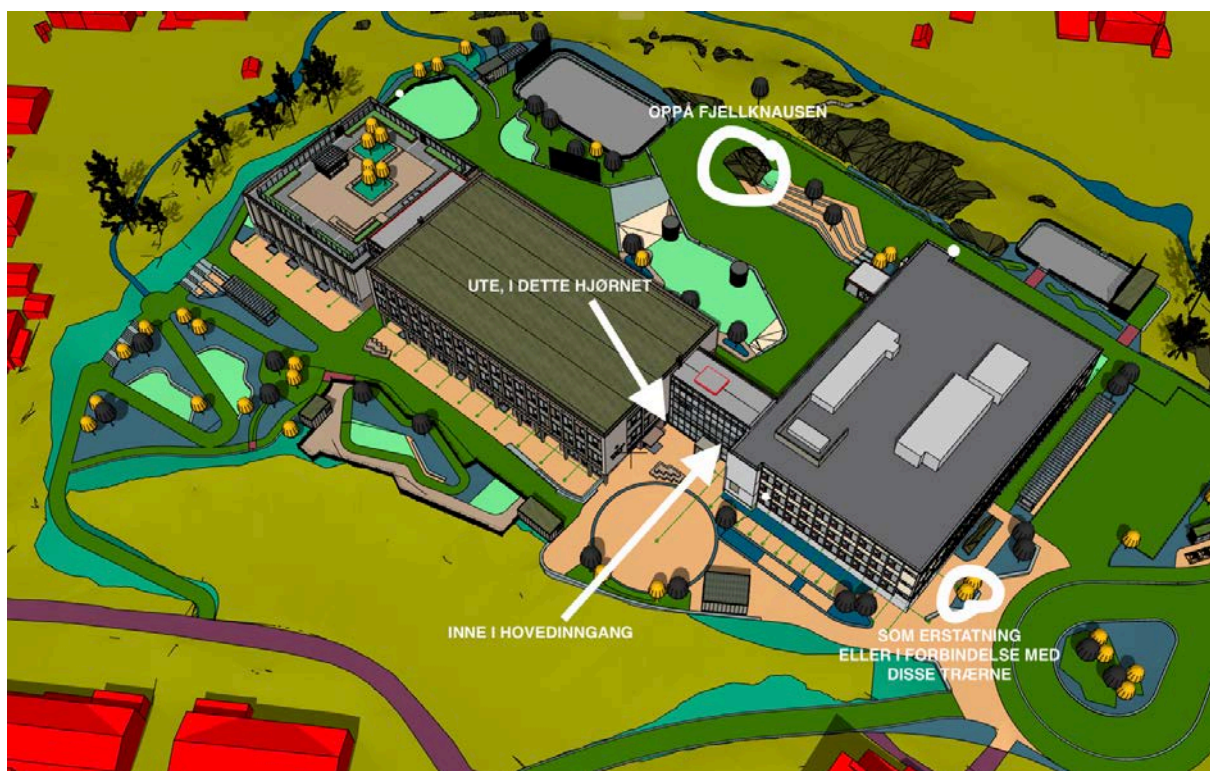 OPPÅ FJELLKNAUSEN
UTE, I DETTE HJØRNET
INNE I HOVEDINNGANG
SOM ERSTATNING
ELLER I FORBINDELSE MED
DISSE TRÆRNE